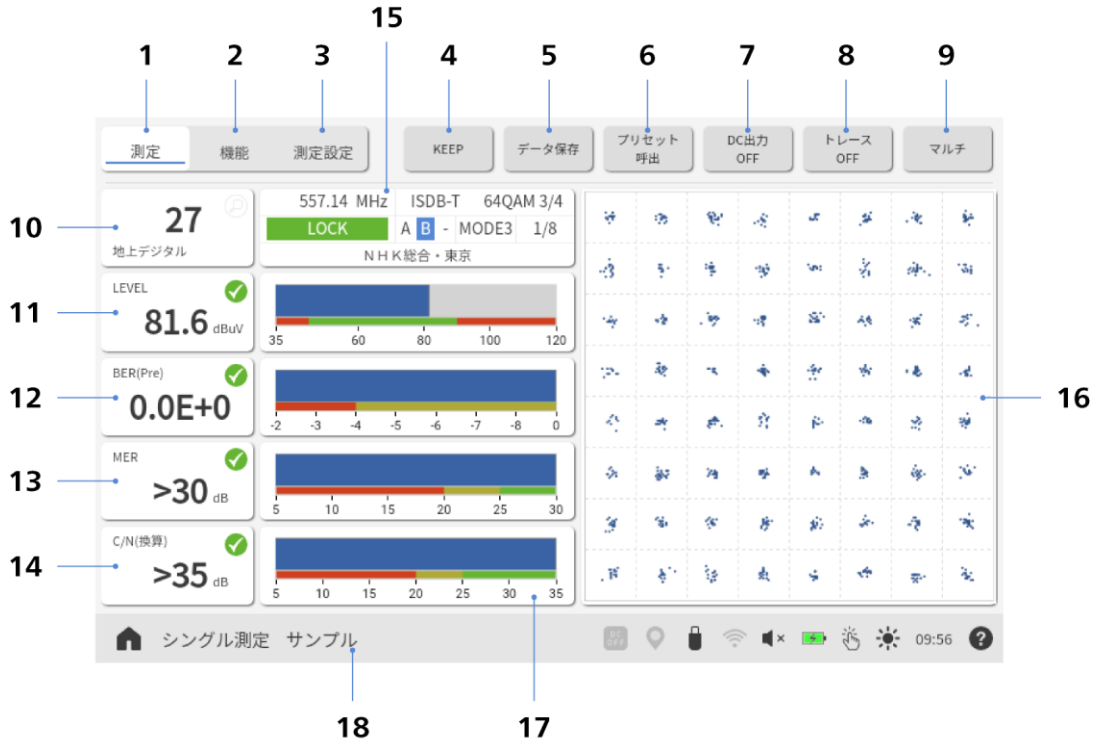 15
1 2 3 4 5 6 7 8 9
測定 機能 測定設定 KEEP データ保存 プリセット呼出 DC出力 OFF トレース OFF マルチ
10
27
地上デジタル
557.14 MHz ISDB-T 64QAM 3/4
LOCK A B - MODE3 1/8
NHK総合・東京
11
LEVEL
81.6 dBuV
35 60 80 100 120
12
BER(Pre)
0.0E+0
-2 -3 -4 -5 -6 -7 -8 0
16
13
MER
>30 dB
5 10 15 20 25 30
14
C/N(換算)
>35 dB
5 10 15 20 25 30 35
シングル測定 サンプル DC OFF 09:56 ?
18 17